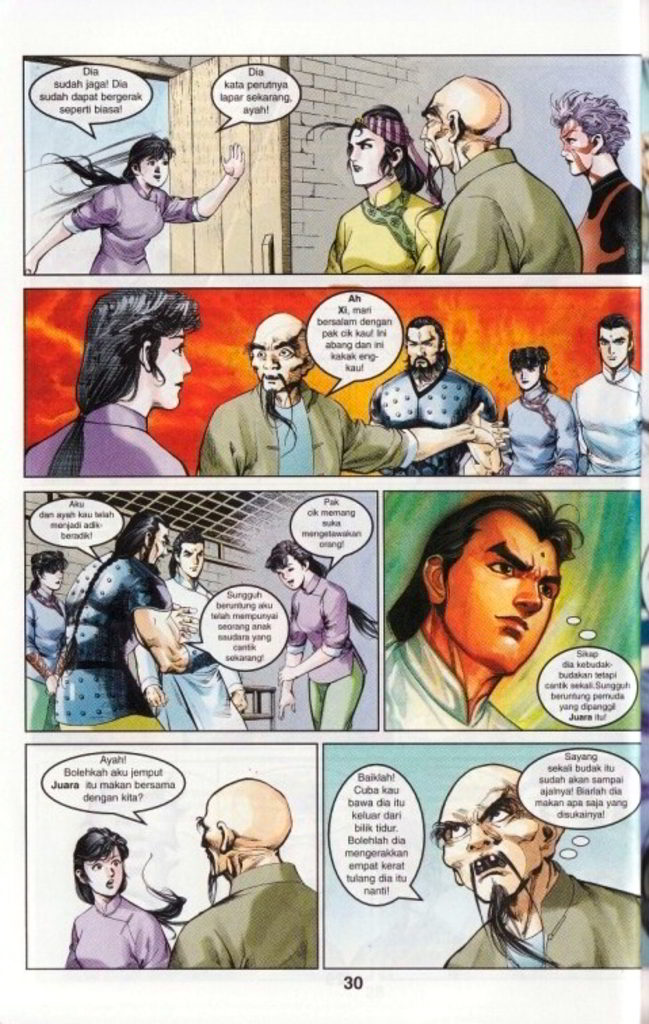 Dia
sudah jaga! Dia
sudah dapat bergerak
seperti biasa!
Dia
kata perutnya
lapar sekarang,
ayah!
Ah
Xi, mari
bersalam dengan
pak cik kau! Ini
abang dan ini
kakak eng-
kau!
Aku
dan ayah kau telah
menjadi adik-
beradik!
Pak
cik memang
suka
mengetawakan
orang!
Sungguh
beruntung aku
telah mempunyai
seorang anak
saudara yang
cantik
sekarang!
Sikap
dia kebudak-
budakan tetapi
cantik sekali.Sungguh
beruntung pemuda
yang dipanggil
Juara itu!
Ayah!
Bolehkah aku jemput
Juara itu makan bersama
dengan kita?
Baiklah!
Cuba kau
bawa dia itu
keluar dari
bilik tidur.
Bolehlah dia
mengerakkan
empat kerat
tulang dia itu
nanti!
Sayang
sekali budak itu
sudah akan sampai
ajalnya! Biarlah dia
makan apa saja yang
disukainya!
30